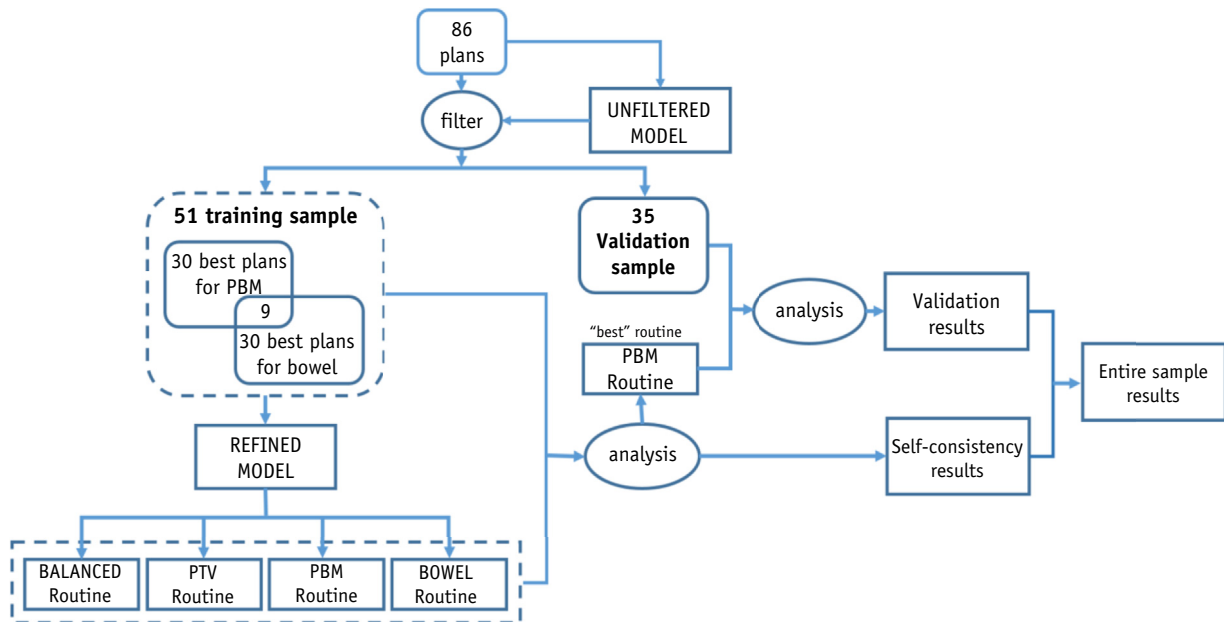 86
plans
UNFILTERED
MODEL
filter
51 training sample
30 best plans
for PBM
9
30 best plans
for bowel
35
Validation
sample
analysis
Validation
results
"best" routine
PBM
Routine
Entire sample
results
REFINED
MODEL
analysis
Self-consistency
results
BALANCED
Routine
PTV
Routine
PBM
Routine
BOWEL
Routine